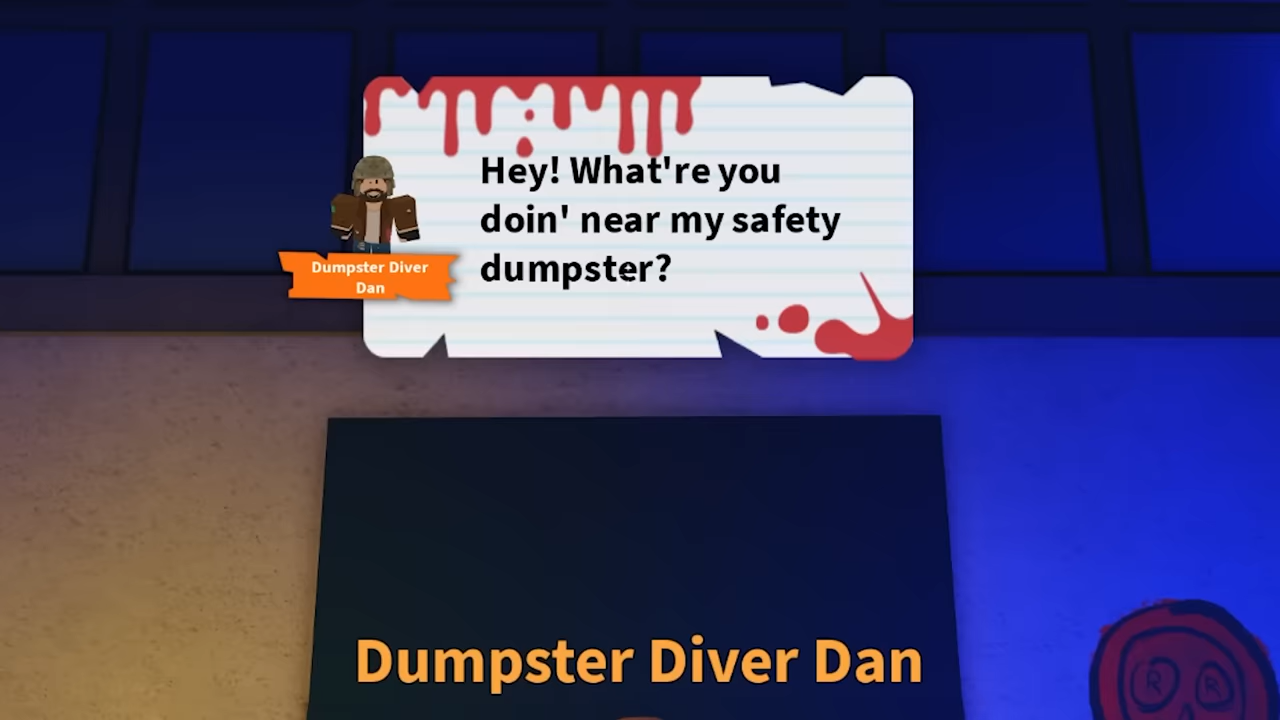 Hey! What're you
doin' near my safety
dumpster?
Dumpster Diver
Dan
Dumpster Diver Dan
R R